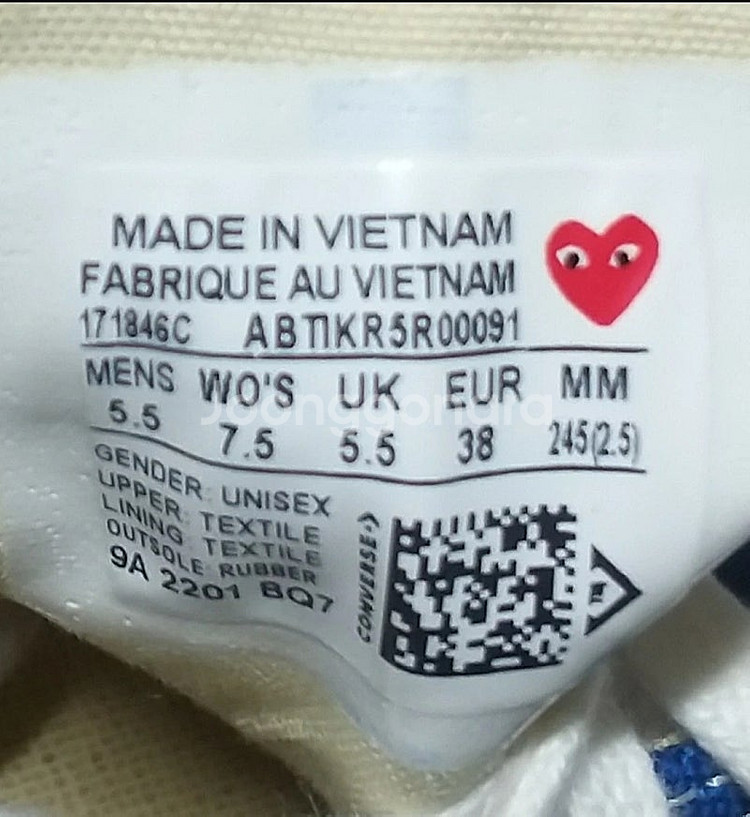 MADE IN VIETNAM
FABRIQUE AU VIETNAM
171846C ABTIKR5R00091
MENS WO'S UK EUR MM
5.5 7.5 5.5 38 245(2.5)
Joonggonara
GENDER: UNISEX
UPPER: TEXTILE
LINING: TEXTILE
OUTSOLE: RUBBER
9A 2201 BQ7
CONVERSE